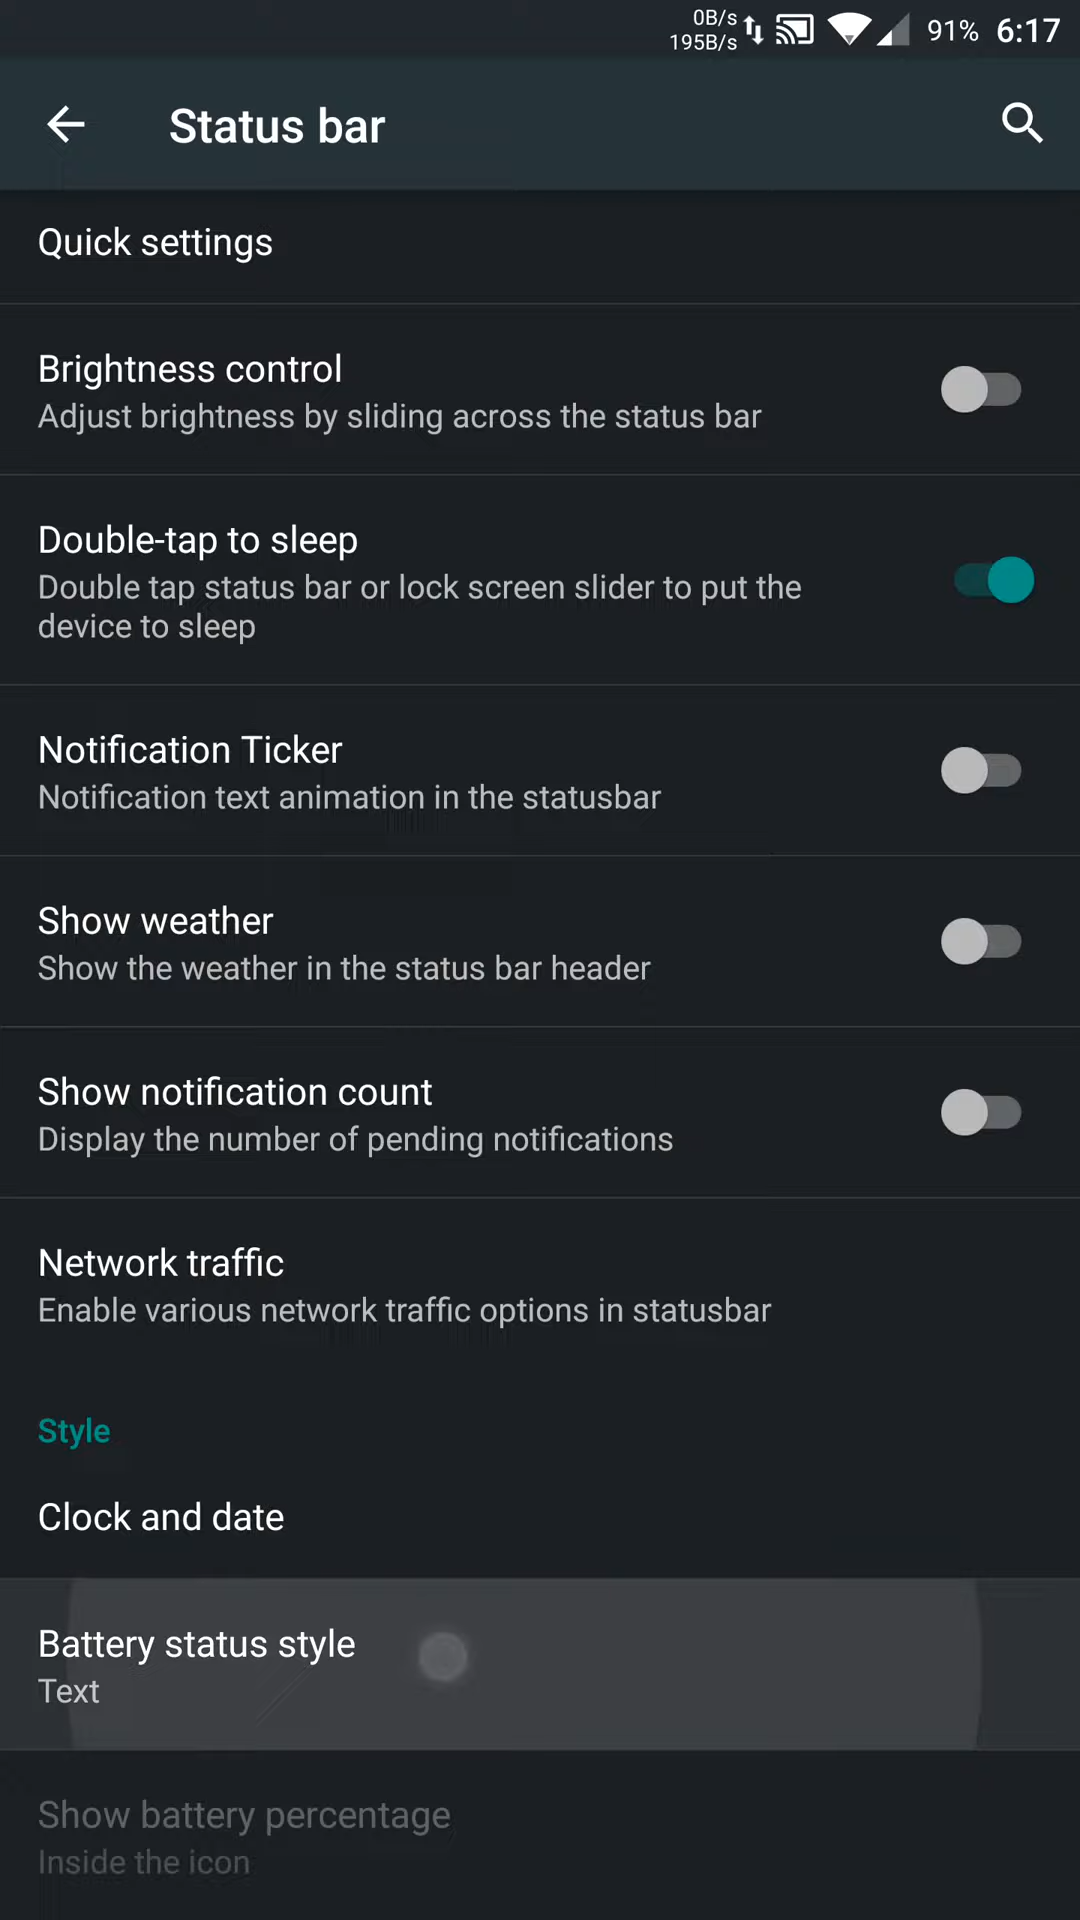 0B/s
195B/s
91% 6:17
Status bar
Quick settings
Brightness control
Adjust brightness by sliding across the status bar
Double-tap to sleep
Double tap status bar or lock screen slider to put the
device to sleep
Notification Ticker
Notification text animation in the statusbar
Show weather
Show the weather in the status bar header
Show notification count
Display the number of pending notifications
Network traffic
Enable various network traffic options in statusbar
Style
Clock and date
Battery status style
Text
Show battery percentage
Inside the icon